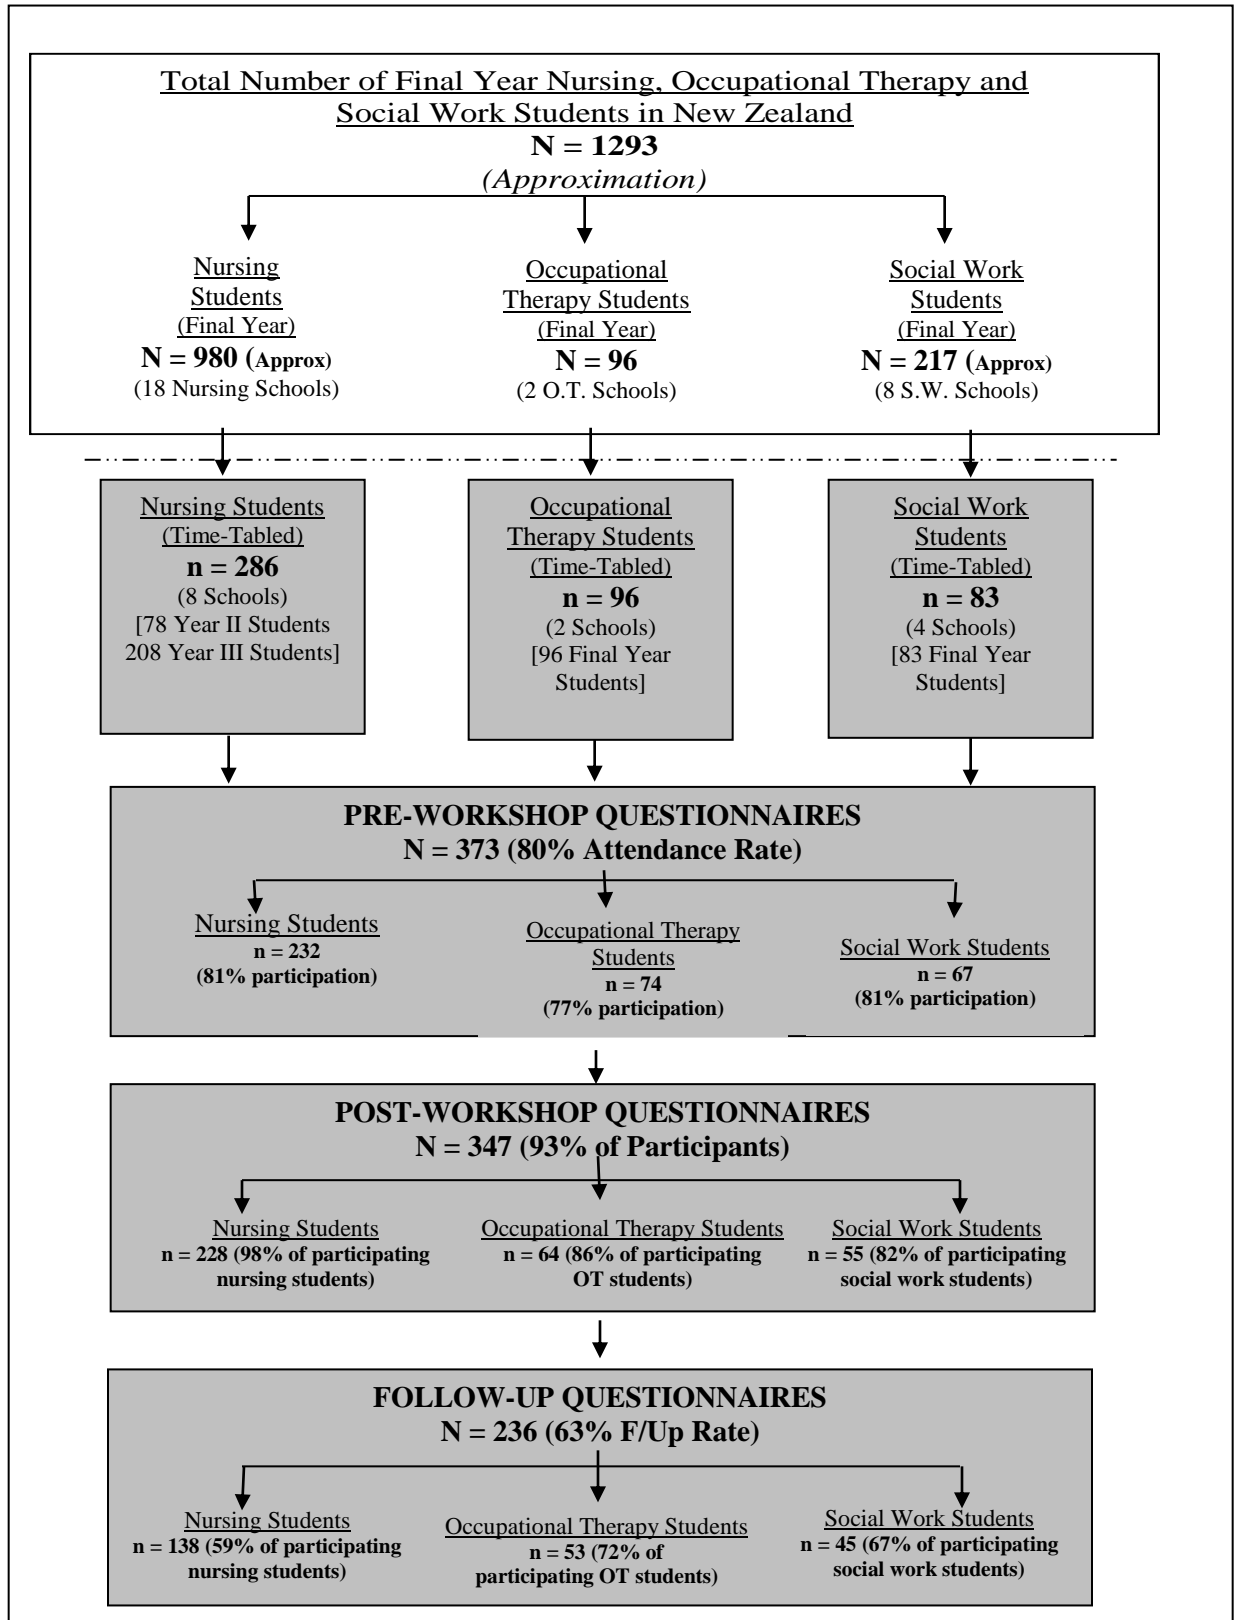 Total Number of Final Year Nursing, Occupational Therapy and
Social Work Students in New Zealand
N = 1293
(Approximation)
Nursing
Students
(Final Year)
N = 980 (Approx)
(18 Nursing Schools)
Occupational
Therapy Students
(Final Year)
N = 96
(2 O.T. Schools)
Social Work
Students
(Final Year)
N = 217 (Approx)
(8 S.W. Schools)
Nursing Students
(Time-Tabled)
n = 286
(8 Schools)
[78 Year II Students
208 Year III Students]
Occupational
Therapy Students
(Time-Tabled)
n = 96
(2 Schools)
[96 Final Year
Students]
Social Work
Students
(Time-Tabled)
n = 83
(4 Schools)
[83 Final Year
Students]
PRE-WORKSHOP QUESTIONNAIRES
N = 373 (80% Attendance Rate)
Nursing Students
n = 232
(81% participation)
Occupational Therapy
Students
n = 74
(77% participation)
Social Work Students
n = 67
(81% participation)
POST-WORKSHOP QUESTIONNAIRES
N = 347 (93% of Participants)
Nursing Students
n = 228 (98% of participating
nursing students)
Occupational Therapy Students
n = 64 (86% of participating
OT students)
Social Work Students
n = 55 (82% of participating
social work students)
FOLLOW-UP QUESTIONNAIRES
N = 236 (63% F/Up Rate)
Nursing Students
n = 138 (59% of participating
nursing students)
Occupational Therapy Students
n = 53 (72% of
participating OT students)
Social Work Students
n = 45 (67% of participating
social work students)